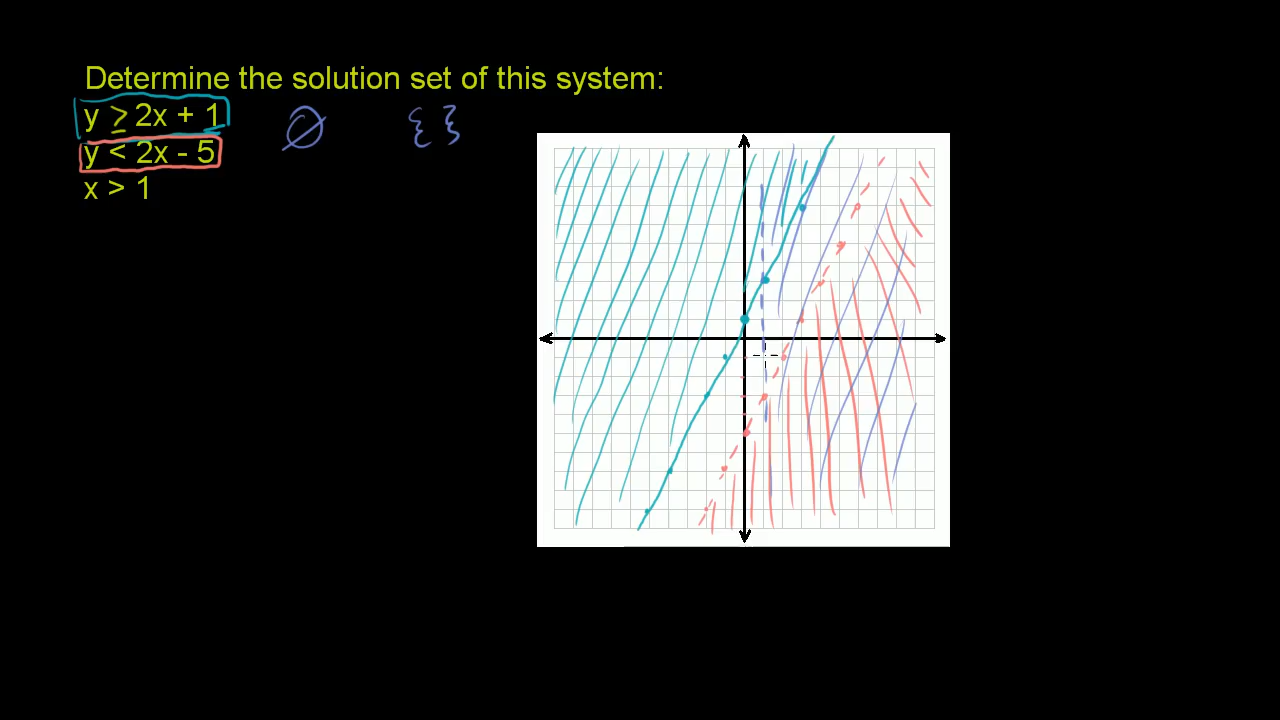 Determine the solution set of this system:
y ≥ 2x + 1 ∅ { }
y < 2x - 5
x > 1